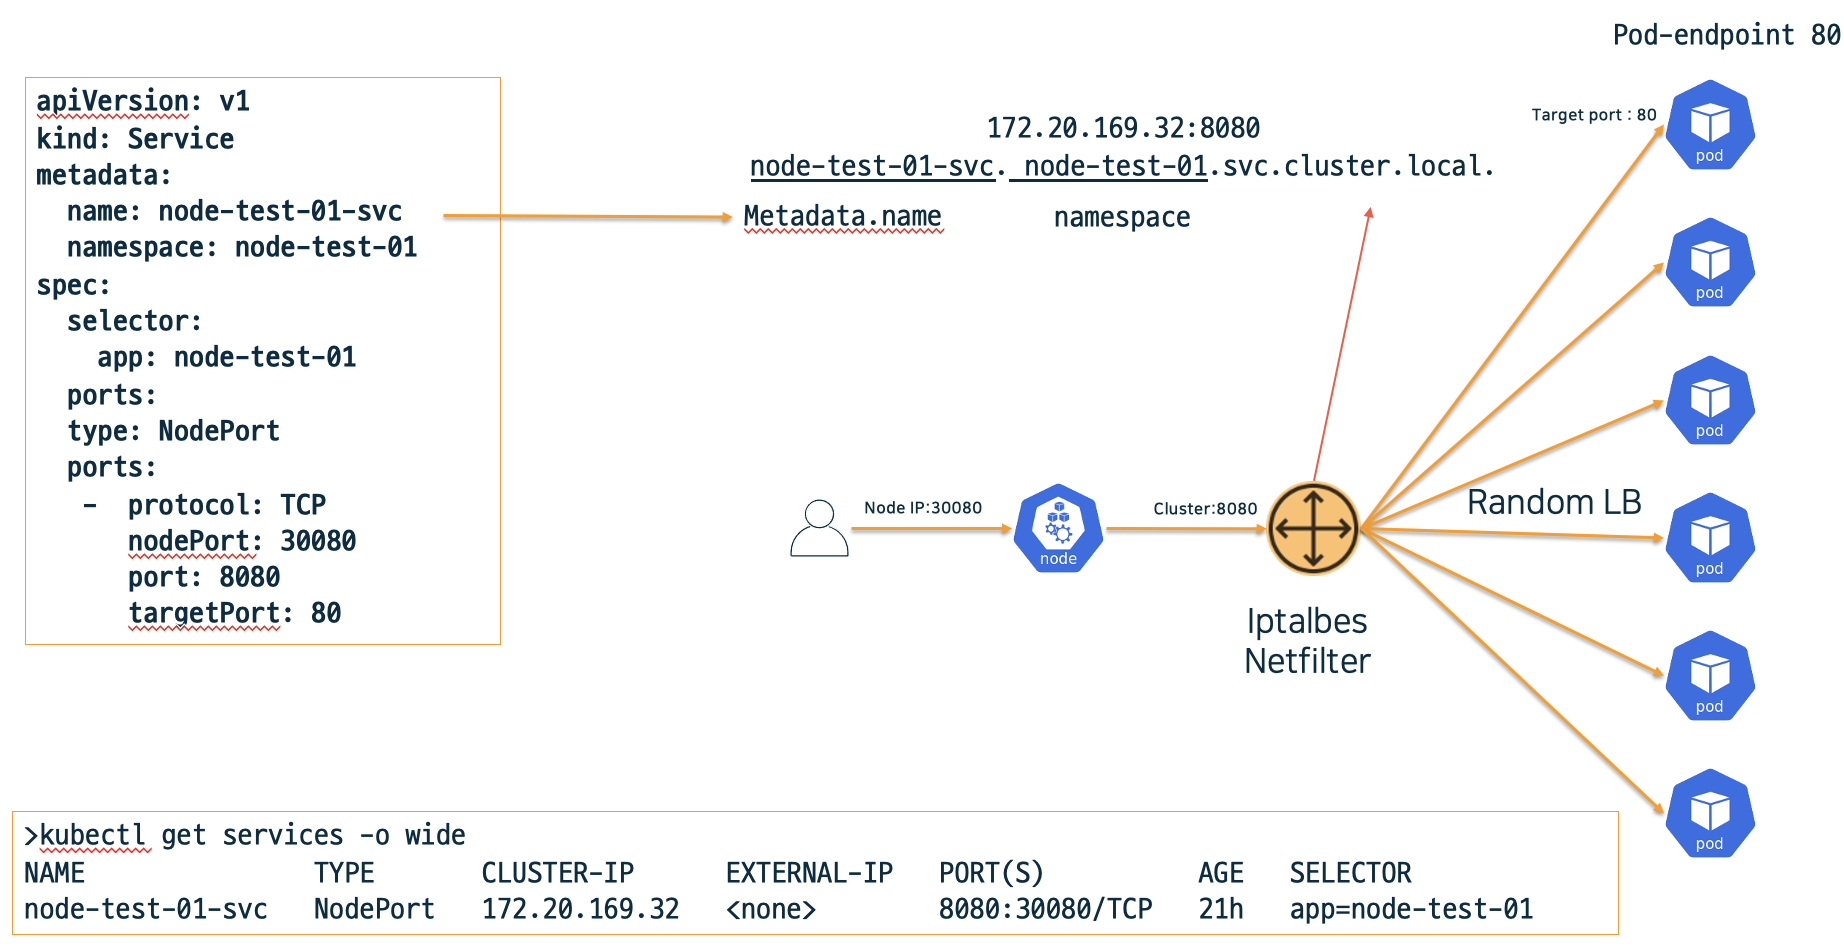 Pod-endpoint 80
apiVersion: v1
kind: Service
metadata:
  name: node-test-01-svc
  namespace: node-test-01
spec:
  selector:
    app: node-test-01
  ports:
  type: NodePort
  ports:
   -  protocol: TCP
      nodePort: 30080
      port: 8080
      targetPort: 80
172.20.169.32:8080
node-test-01-svc. node-test-01.svc.cluster.local.
Metadata.name
namespace
Target port : 80
pod
pod
pod
Random LB
pod
pod
pod
Node IP:30080
node
Cluster:8080
Iptalbes
Netfilter
>kubectl get services -o wide
NAME TYPE CLUSTER-IP EXTERNAL-IP PORT(S) AGE SELECTOR
node-test-01-svc NodePort 172.20.169.32 <none> 8080:30080/TCP 21h app=node-test-01